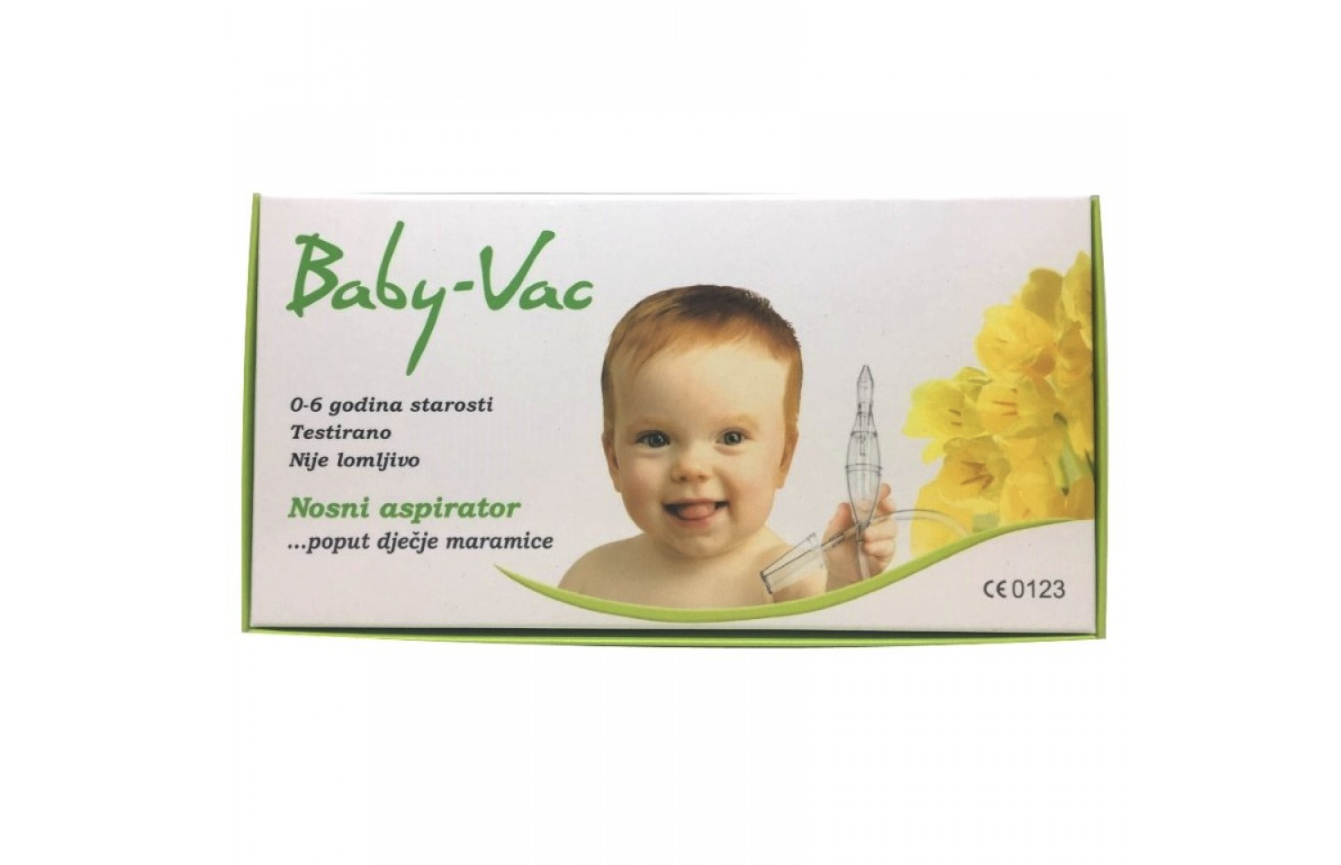 Baby-Vac
0-6 godina starosti
Testirano
Nije lomljivo
Nosni aspirator
...poput dječje maramice
CE 0123